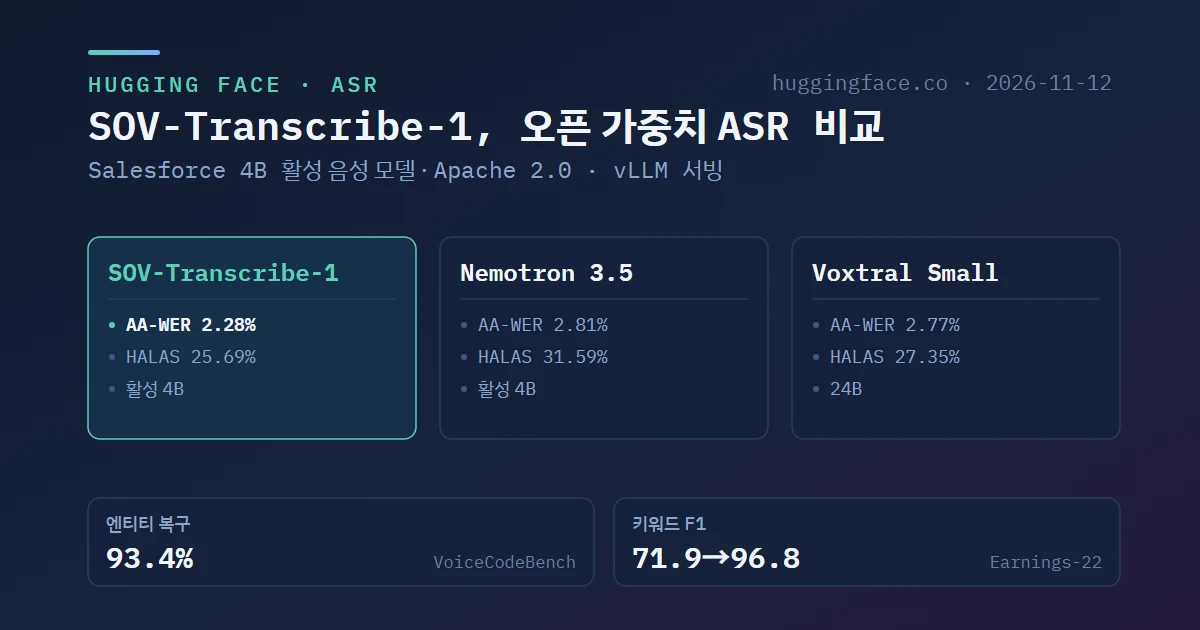 HUGGING FACE · ASR
huggingface.co · 2026-11-12
SOV-Transcribe-1, 오픈 가중치 ASR 비교
Salesforce 4B 활성 음성 모델 · Apache 2.0 · vLLM 서빙
SOV-Transcribe-1
AA-WER 2.28%
HALAS 25.69%
활성 4B
Nemotron 3.5
AA-WER 2.81%
HALAS 31.59%
활성 4B
Voxtral Small
AA-WER 2.77%
HALAS 27.35%
24B
엔티티 복구
93.4%
VoiceCodeBench
키워드 F1
71.9→96.8
Earnings-22